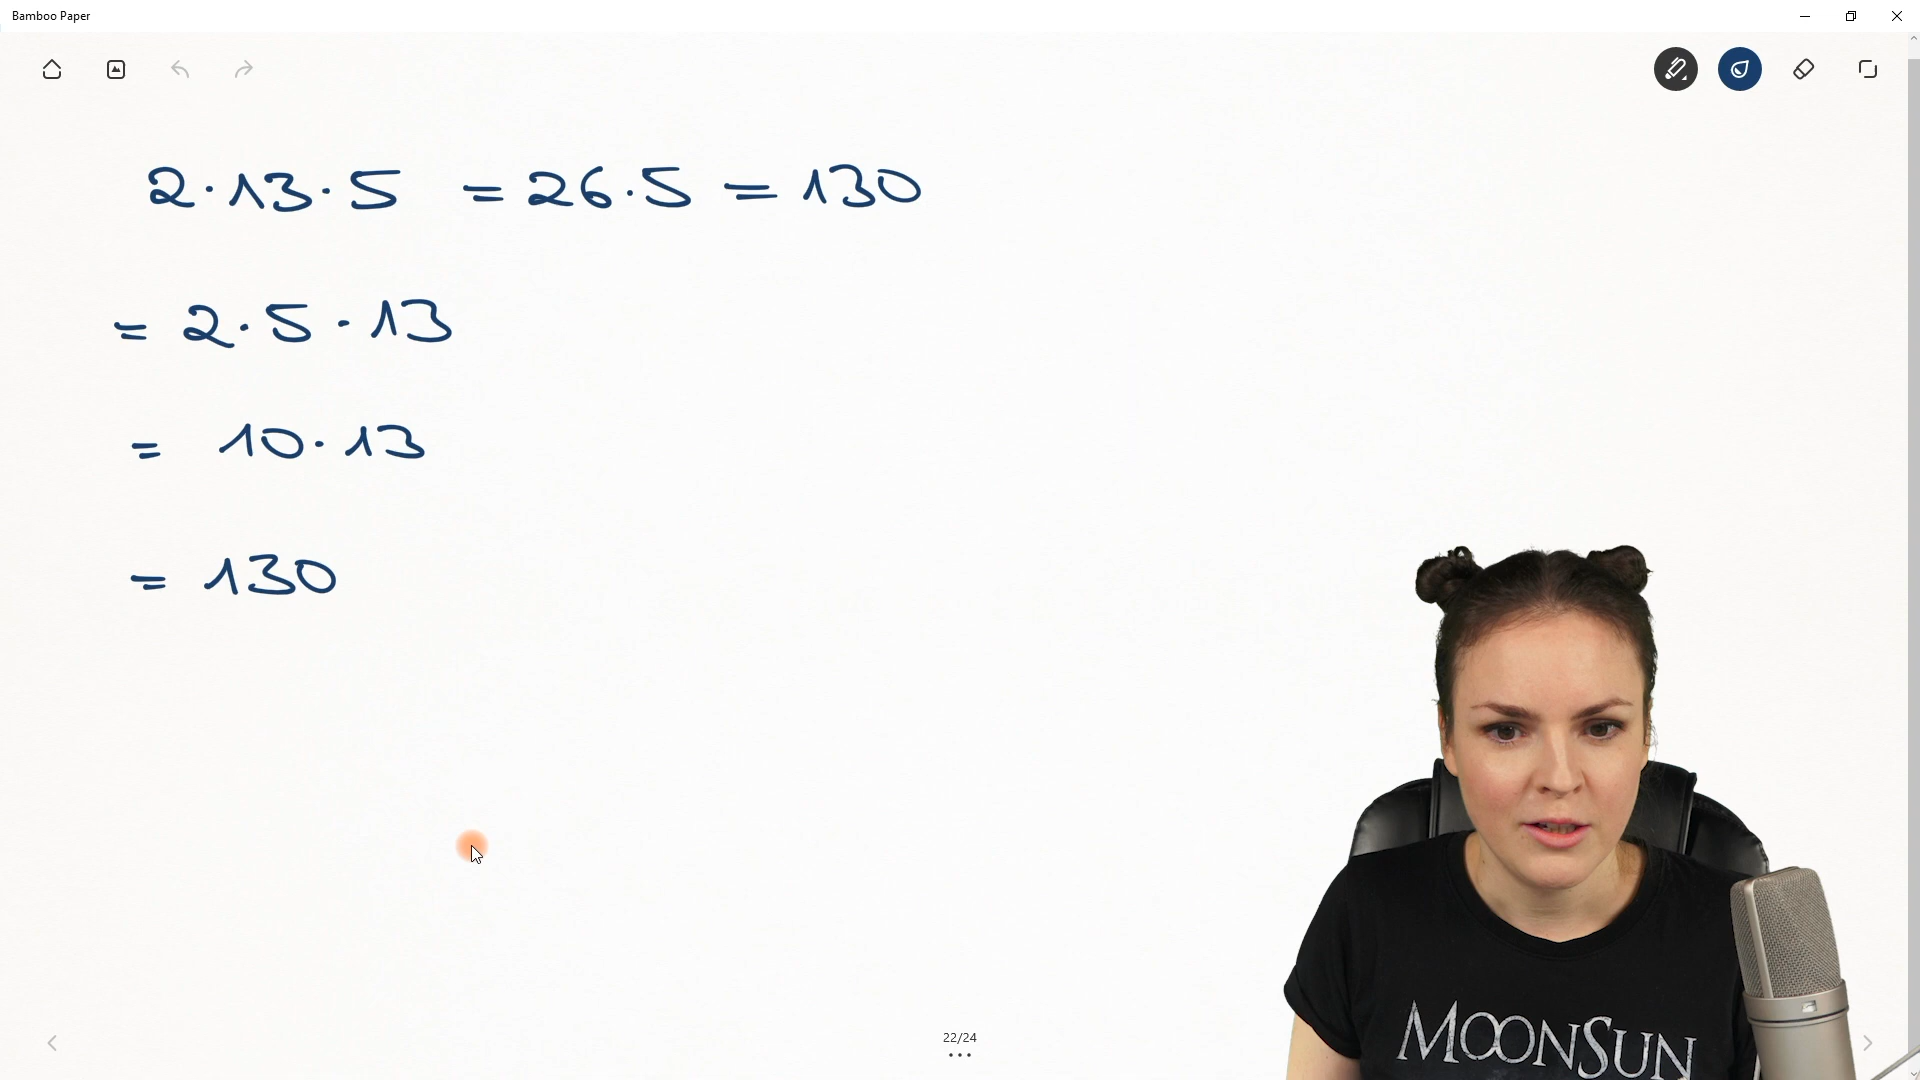 Bamboo Paper
2·13·5 = 26·5 = 130
= 2·5·13
= 10·13
= 130
22/24
MOONSUN